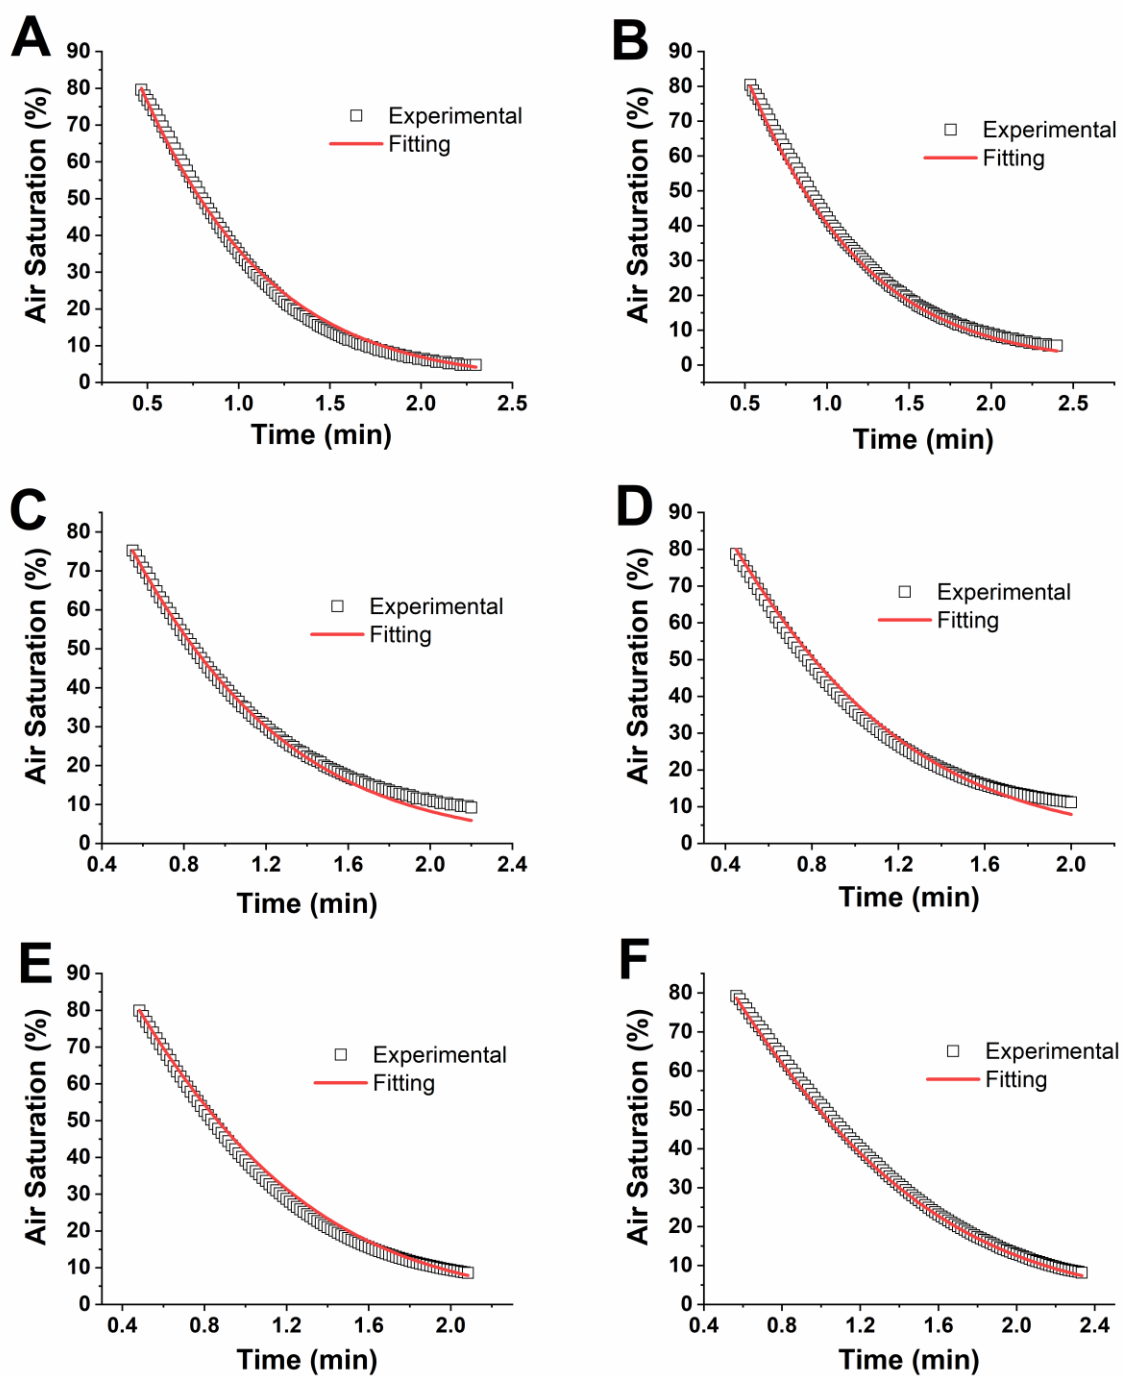 A
Air Saturation (%)
90
80
70
60
50
40
30
20
10
0
Experimental
Fitting
0.5 1.0 1.5 2.0 2.5
Time (min)
B
Air Saturation (%)
90
80
70
60
50
40
30
20
10
0
Experimental
Fitting
0.5 1.0 1.5 2.0 2.5
Time (min)
C
Air Saturation (%)
80
70
60
50
40
30
20
10
0
Experimental
Fitting
0.4 0.8 1.2 1.6 2.0 2.4
Time (min)
D
Air Saturation (%)
90
80
70
60
50
40
30
20
10
0
Experimental
Fitting
0.4 0.8 1.2 1.6 2.0
Time (min)
E
Air Saturation (%)
90
80
70
60
50
40
30
20
10
0
Experimental
Fitting
0.4 0.8 1.2 1.6 2.0
Time (min)
F
Air Saturation (%)
80
70
60
50
40
30
20
10
0
Experimental
Fitting
0.4 0.8 1.2 1.6 2.0 2.4
Time (min)